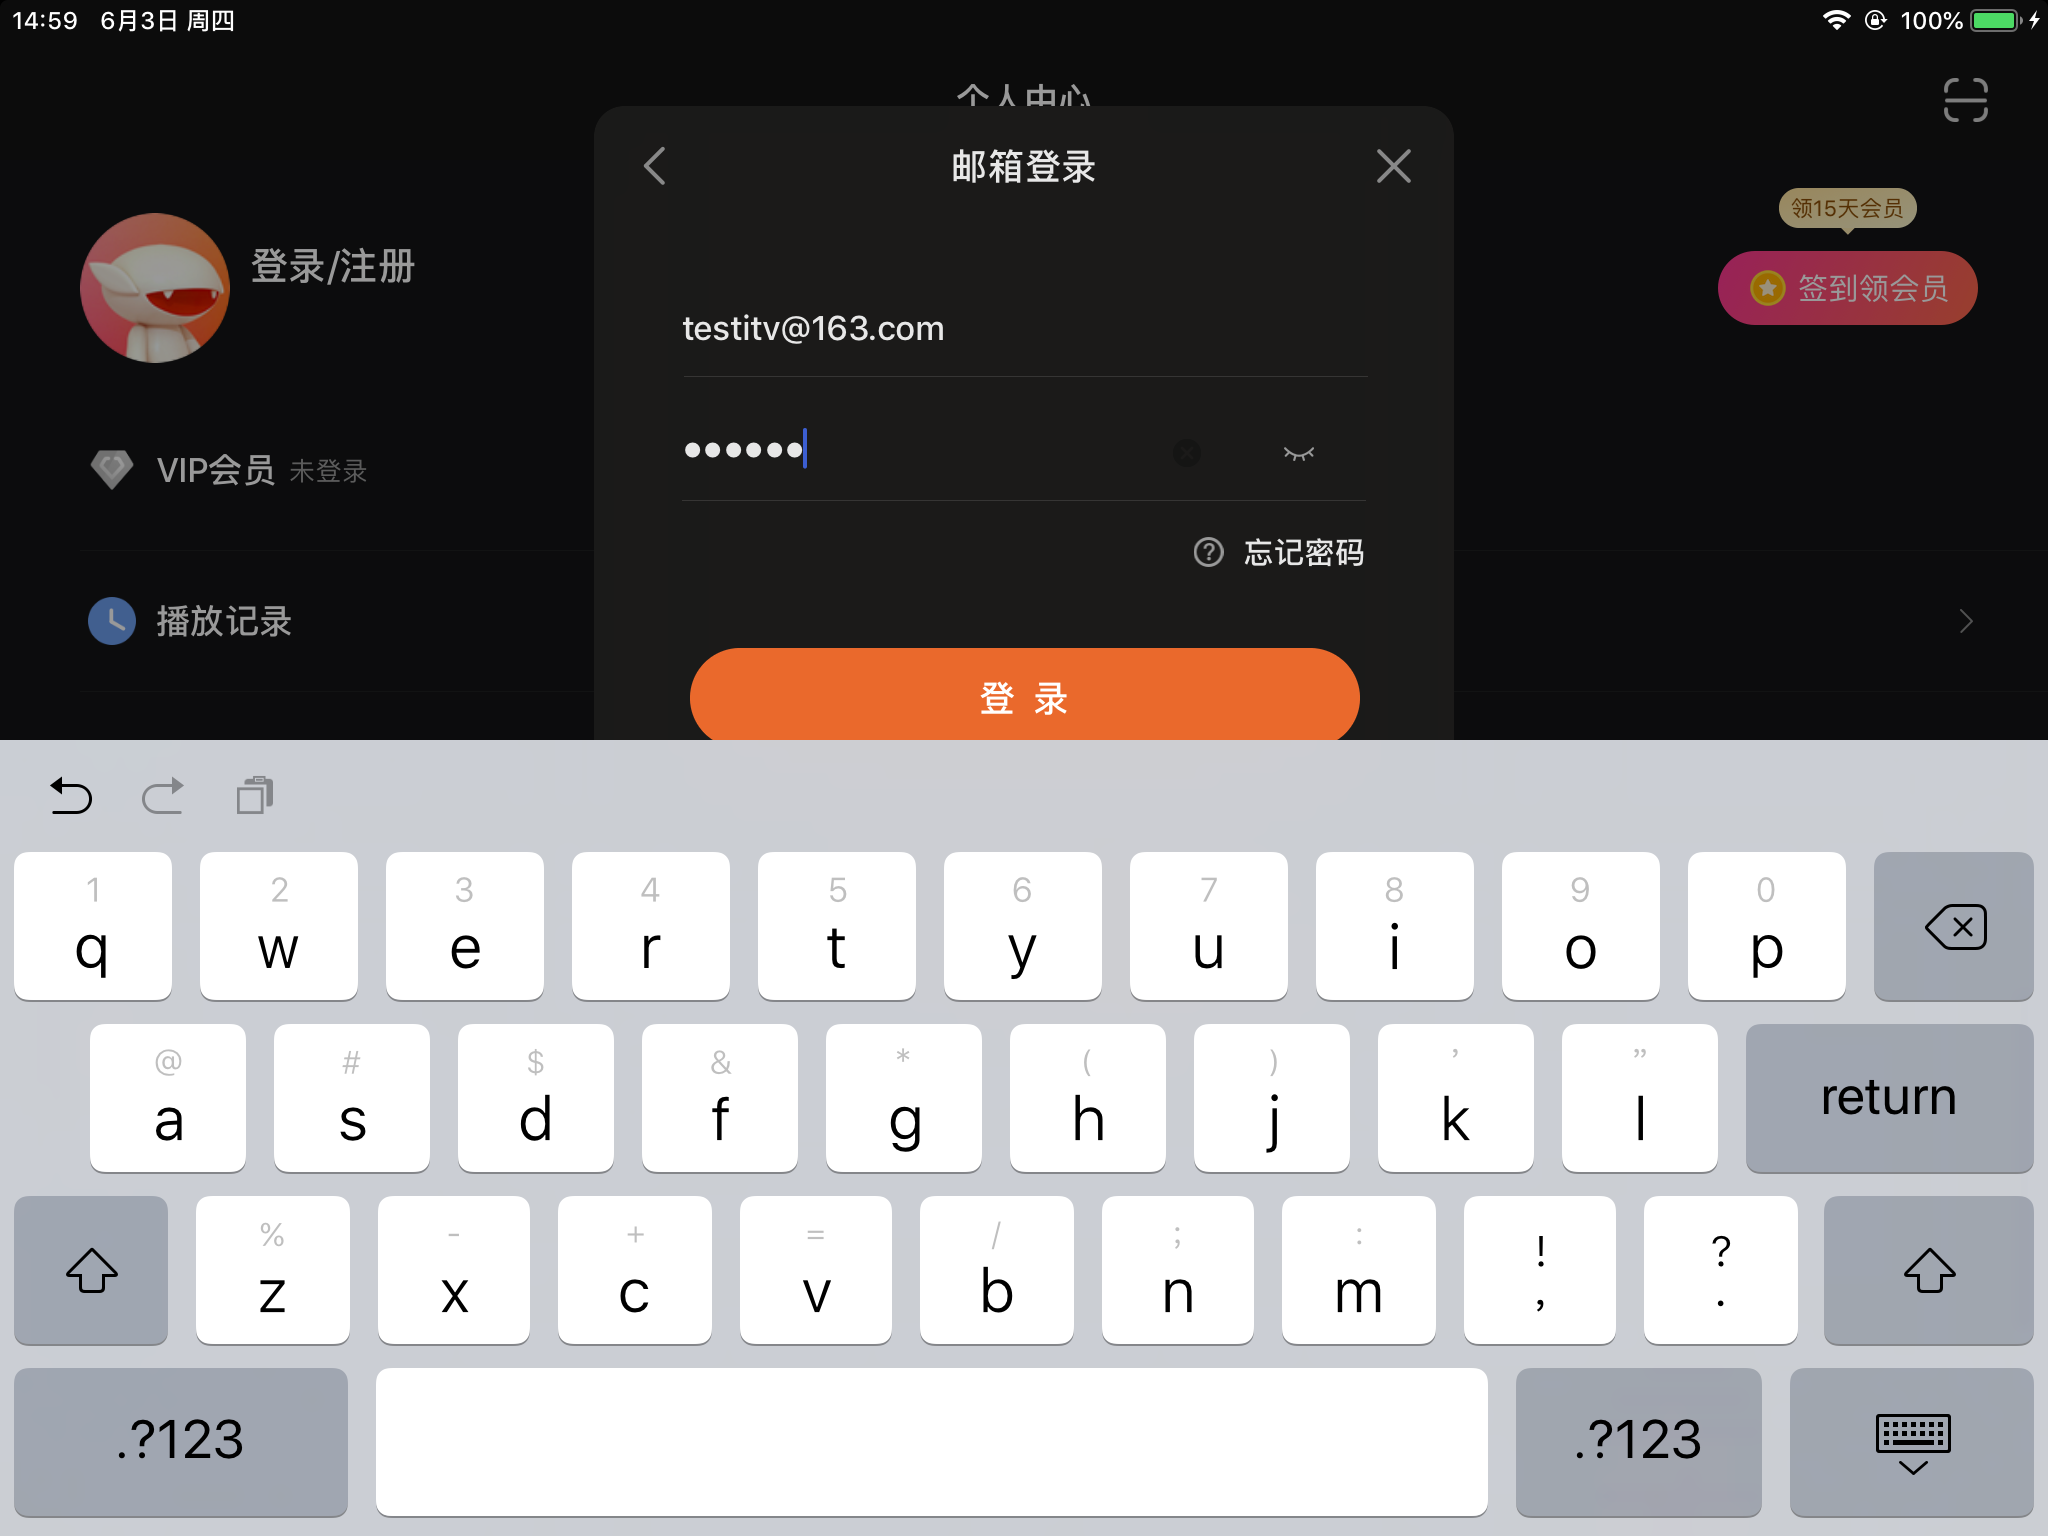 14:59 6月3日 周四
100%
个人中心
邮箱登录
领15天会员
登录/注册
签到领会员
testitv@163.com
VIP会员 未登录
••••••
忘记密码
播放记录
登 录
1 2 3 4 5 6 7 8 9 0
q w e r t y u i o p
@ # $ & * ( ) ’ ”
a s d f g h j k l return
% - + = / ; : ! ?
z x c v b n m , .
.?123 .?123